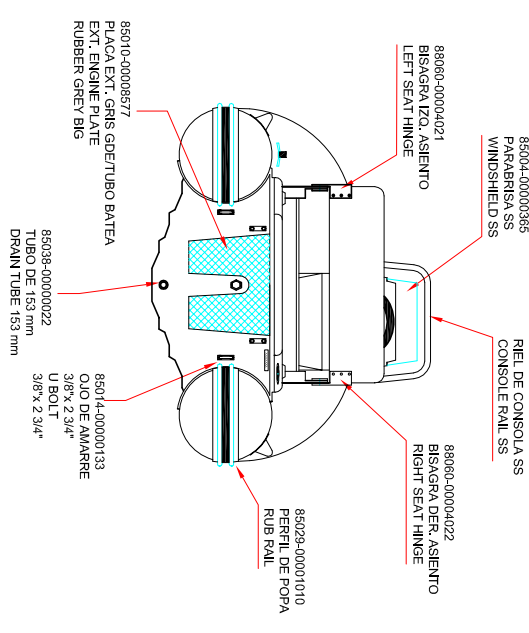 85004-00000365
PARABRISA SS
WINDSHIELD SS
RIEL DE CONSOLA SS
CONSOLE RAIL SS
88060-00004021
BISAGRA IZQ. ASIENTO
LEFT SEAT HINGE
88060-00004022
BISAGRA DER. ASIENTO
RIGHT SEAT HINGE
85010-00008577
PLACA EXT. GRIS GDE/TUBO BATEA
EXT. ENGINE PLATE
RUBBER GREY BIG
85029-00001010
PERFIL DE POPA
RUB RAIL
85038-00000022
TUBO DE 153 mm
DRAIN TUBE 153 mm
85014-00000133
OJO DE AMARRE
3/8"x 2 3/4"
U BOLT
3/8"x 2 3/4"